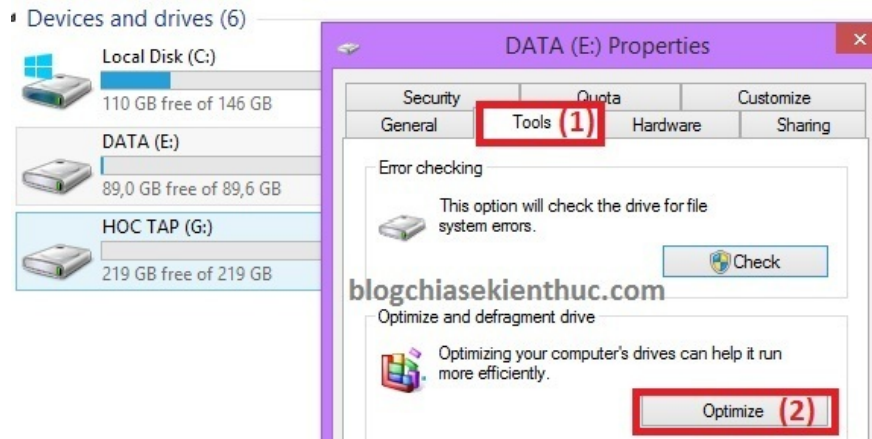 Devices and drives (6)
Local Disk (C:)
110 GB free of 146 GB
DATA (E:)
89,0 GB free of 89,6 GB
HOC TAP (G:)
219 GB free of 219 GB
DATA (E:) Properties
Security Quota Customize
General Tools (1) Hardware Sharing
Error checking
This option will check the drive for file
system errors.
Check
blogchiasekienthuc.com
Optimize and defragment drive
Optimizing your computer's drives can help it run
more efficiently.
Optimize (2)